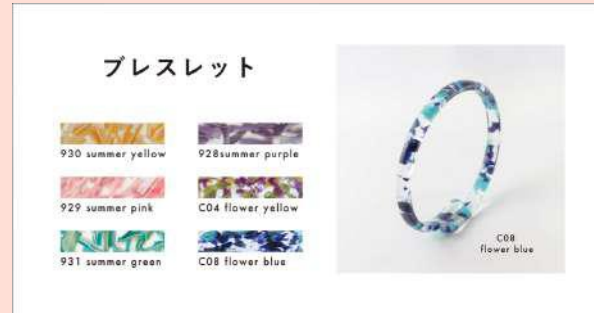 ブレスレット
930 summer yellow
928summer purple
929 summer pink
C04 flower yellow
931 summer green
C08 flower blue
C08
flower blue